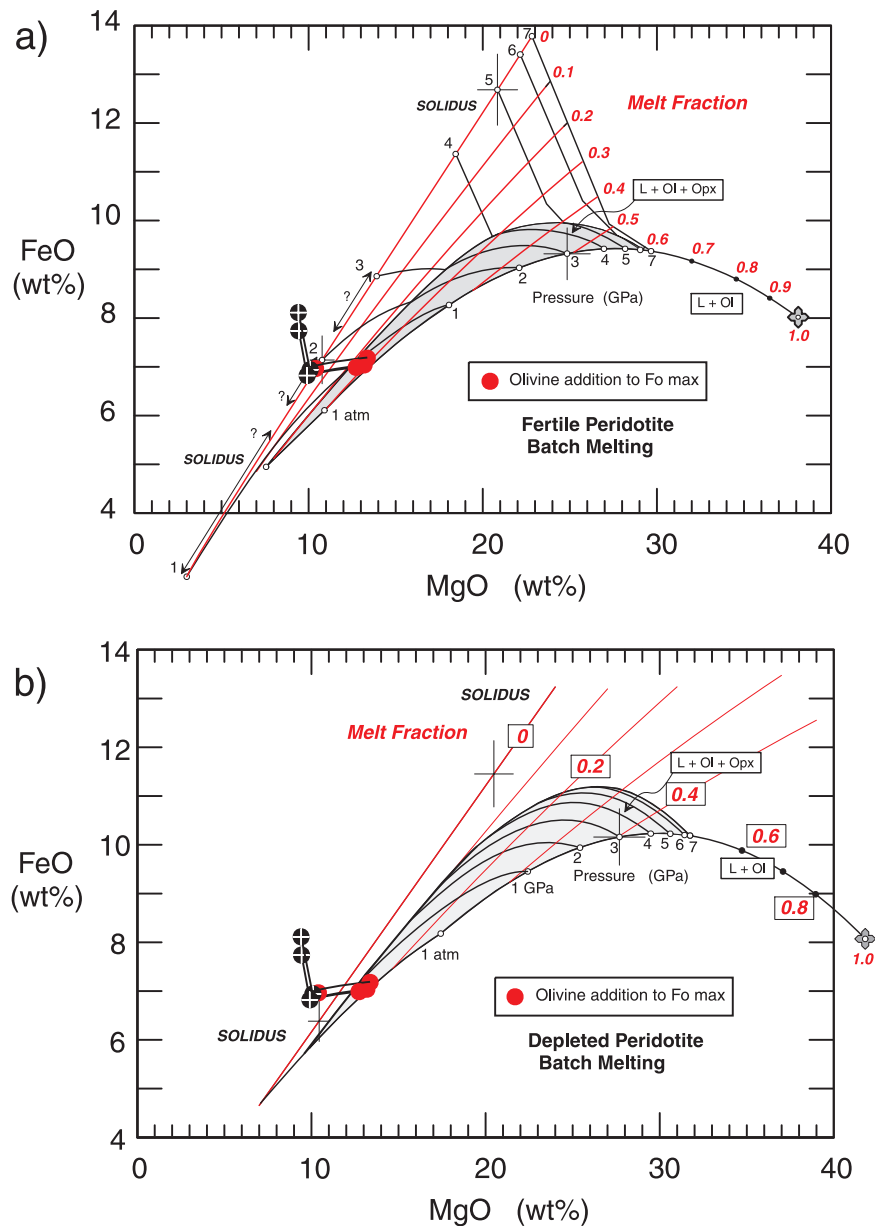 a)
14
12
10
8
6
4
FeO
(wt%)
7
6
5
4
3
2
1
0
0.1
0.2
0.3
0.4
0.5
0.6
0.7
0.8
0.9
1.0
SOLIDUS
Melt Fraction
L + Ol + Opx
?
?
?
1 atm
1
2
3
4
5
7
Pressure (GPa)
L + Ol
Olivine addition to Fo max
SOLIDUS
Fertile Peridotite
Batch Melting
0 10 20 30 40
MgO (wt%)
b)
14
12
10
8
6
4
FeO
(wt%)
SOLIDUS
Melt Fraction
0
0.2
L + Ol + Opx
0.4
0.6
0.8
1.0
1 atm
1 GPa
2
3
4
5
6
7
Pressure (GPa)
L + Ol
SOLIDUS
Olivine addition to Fo max
Depleted Peridotite
Batch Melting
0 10 20 30 40
MgO (wt%)